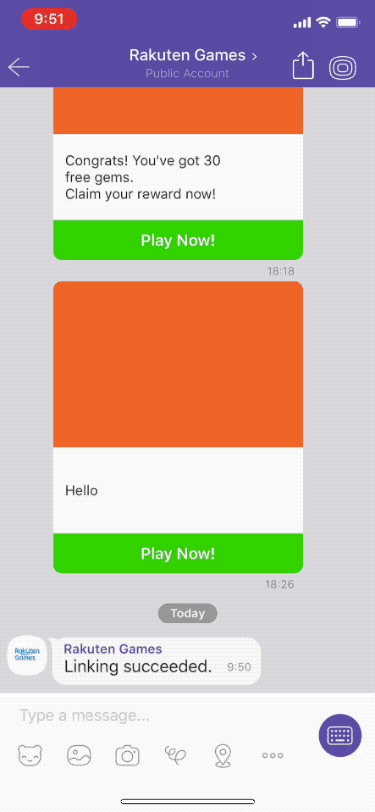 9:51
Rakuten Games >
Public Account
Congrats! You've got 30
free gems.
Claim your reward now!
Play Now!
18:18
Hello
Play Now!
18:26
Today
Rakuten
Games
Rakuten Games
Linking succeeded.
9:50
Type a message...